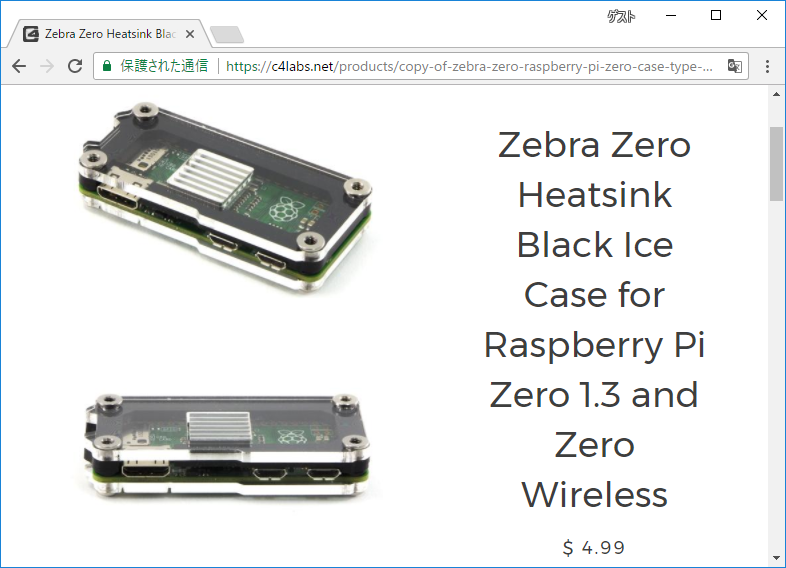 ゲスト
Zebra Zero Heatsink Blac
保護された通信
https://c4labs.net/products/copy-of-zebra-zero-raspberry-pi-zero-case-type-...
Zebra Zero
Heatsink
Black Ice
Case for
Raspberry Pi
Zero 1.3 and
Zero
Wireless
$ 4.99